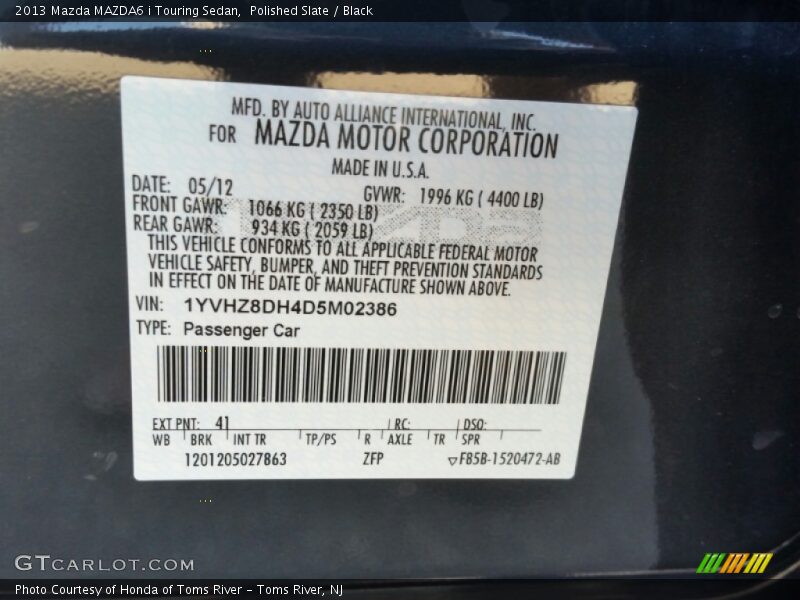 2013 Mazda MAZDA6 i Touring Sedan, Polished Slate / Black
MFD. BY AUTO ALLIANCE INTERNATIONAL, INC.
FOR MAZDA MOTOR CORPORATION
MADE IN U.S.A.
DATE: 05/12 GVWR: 1996 KG ( 4400 LB)
FRONT GAWR: 1066 KG ( 2350 LB)
REAR GAWR: 934 KG ( 2059 LB)
THIS VEHICLE CONFORMS TO ALL APPLICABLE FEDERAL MOTOR
VEHICLE SAFETY, BUMPER, AND THEFT PREVENTION STANDARDS
IN EFFECT ON THE DATE OF MANUFACTURE SHOWN ABOVE.
VIN: 1YVHZ8DH4D5M02386
TYPE: Passenger Car
EXT PNT: 41 RC: DSO:
WB BRK INT TR TP/PS R AXLE TR SPR
1201205027863 ZFP F85B-1520472-AB
GTCARLOT.COM
Photo Courtesy of Honda of Toms River – Toms River, NJ